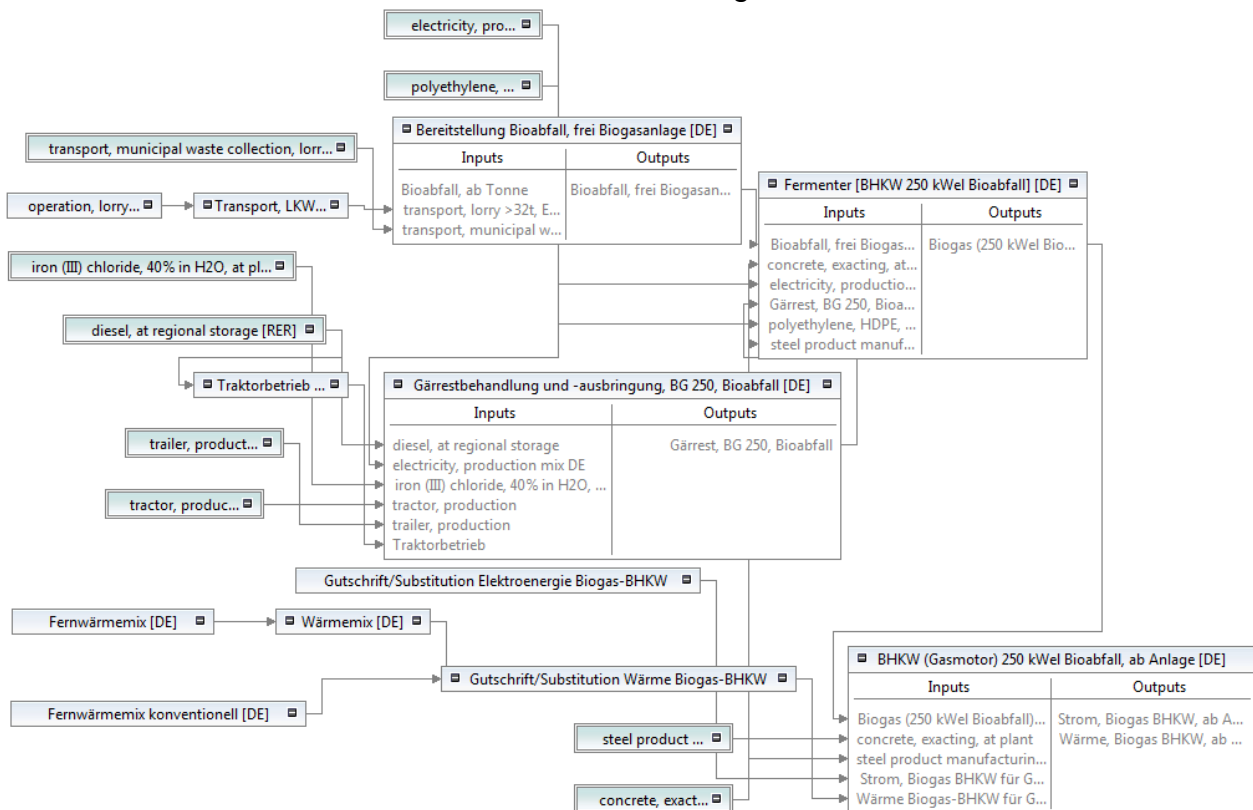 electricity, pro...
polyethylene, ...
Bereitstellung Bioabfall, frei Biogasanlage [DE]
Inputs
Outputs
Bioabfall, ab Tonne
Bioabfall, frei Biogasan...
transport, lorry >32t, E...
transport, municipal w...
transport, municipal waste collection, lorr...
operation, lorry...
Transport, LKW...
Fermenter [BHKW 250 kWel Bioabfall] [DE]
Inputs
Outputs
Bioabfall, frei Biogas...
Biogas (250 kWel Bio...
concrete, exacting, at...
electricity, productio...
Gärrest, BG 250, Bioa...
polyethylene, HDPE, ...
steel product manuf...
iron (III) chloride, 40% in H2O, at pl...
diesel, at regional storage [RER]
Traktorbetrieb ...
Gärrestbehandlung und -ausbringung, BG 250, Bioabfall [DE]
Inputs
Outputs
diesel, at regional storage
Gärrest, BG 250, Bioabfall
electricity, production mix DE
iron (III) chloride, 40% in H2O, ...
tractor, production
trailer, production
Traktorbetrieb
trailer, product...
tractor, produc...
Gutschrift/Substitution Elektroenergie Biogas-BHKW
Fernwärmemix [DE]
Wärmemix [DE]
Gutschrift/Substitution Wärme Biogas-BHKW
Fernwärmemix konventionell [DE]
steel product ...
concrete, exact...
BHKW (Gasmotor) 250 kWel Bioabfall, ab Anlage [DE]
Inputs
Outputs
Biogas (250 kWel Bioabfall)...
Strom, Biogas BHKW, ab A...
concrete, exacting, at plant
Wärme, Biogas BHKW, ab ...
steel product manufacturin...
Strom, Biogas BHKW für G...
Wärme Biogas-BHKW für G...